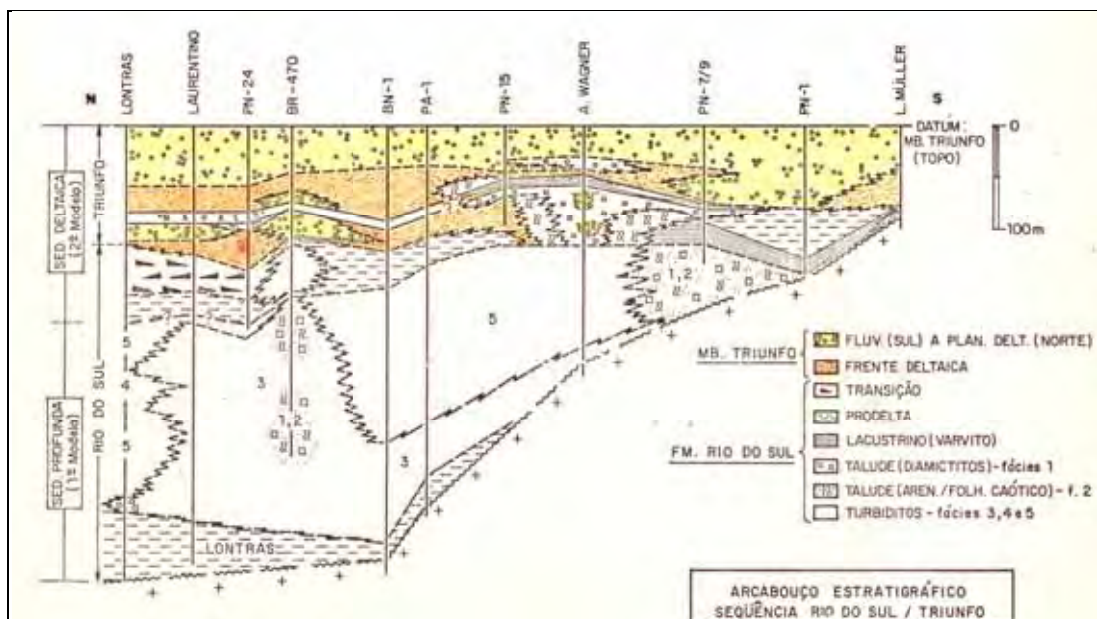 N
LONTRAS
LAURENTINO
PN-24
BR-470
BN-1
PA-1
PN-15
A. WAGNER
PN-7/9
PN-1
L. MÜLLER
S
DATUM:
MB. TRIUNFO
(TOPO)
0
100m
SED. DELTAICA
(2º Modelo)
TRIUNFO
SED. PROFUNDA
(1º Modelo)
RIO DO SUL
5
4
5
3
1,2
3
5
1,2
LONTRAS
MB. TRIUNFO
FM. RIO DO SUL
FLUV. (SUL) A PLAN. DELT. (NORTE)
FRENTE DELTAICA
TRANSIÇÃO
PRODELTA
LACUSTRINO (VARVITO)
TALUDE (DIAMICTITOS) - fácies 1
TALUDE (AREN./FOLH. CAÓTICO) - f. 2
TURBIDITOS - fácies 3, 4 e 5
ARCABOUÇO ESTRATIGRÁFICO
SEQÜÊNCIA RIO DO SUL / TRIUNFO